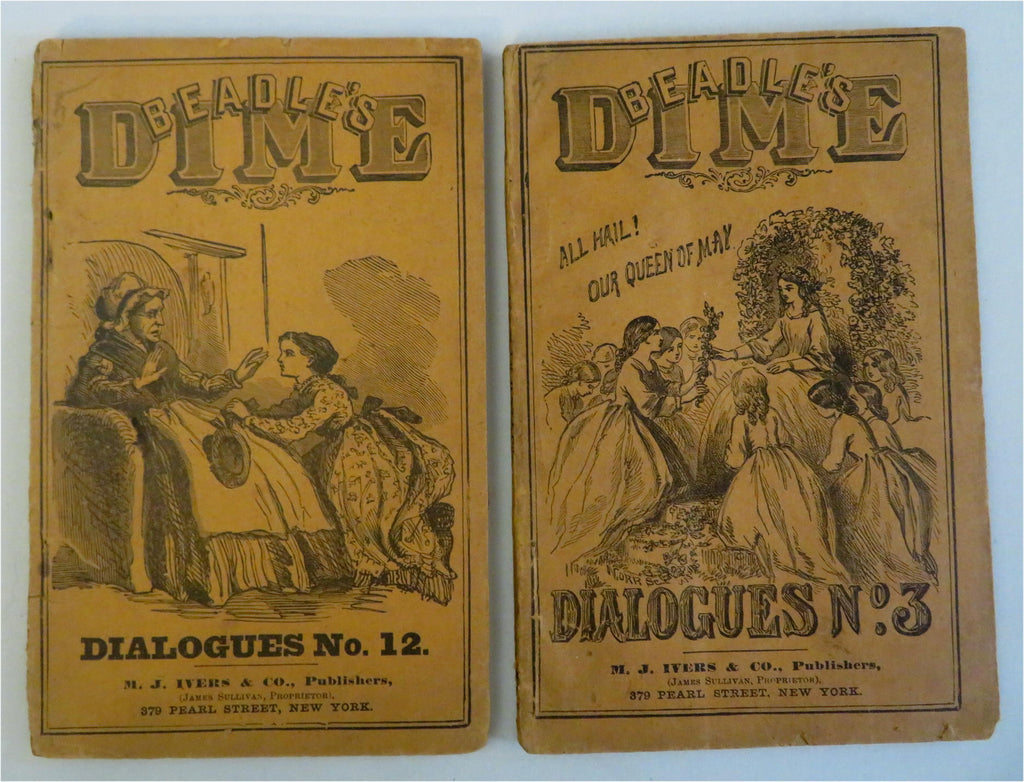 BEADLE'S
DIME
DIALOGUES No. 12.
M. J. IVERS & CO., Publishers,
(JAMES SULLIVAN, PROPRIETOR),
379 PEARL STREET, NEW YORK.
BEADLE'S
DIME
ALL HAIL!
OUR QUEEN OF MAY
DIALOGUES No. 3
M. J. IVERS & CO., Publishers,
(JAMES SULLIVAN, PROPRIETOR),
379 PEARL STREET, NEW YORK.